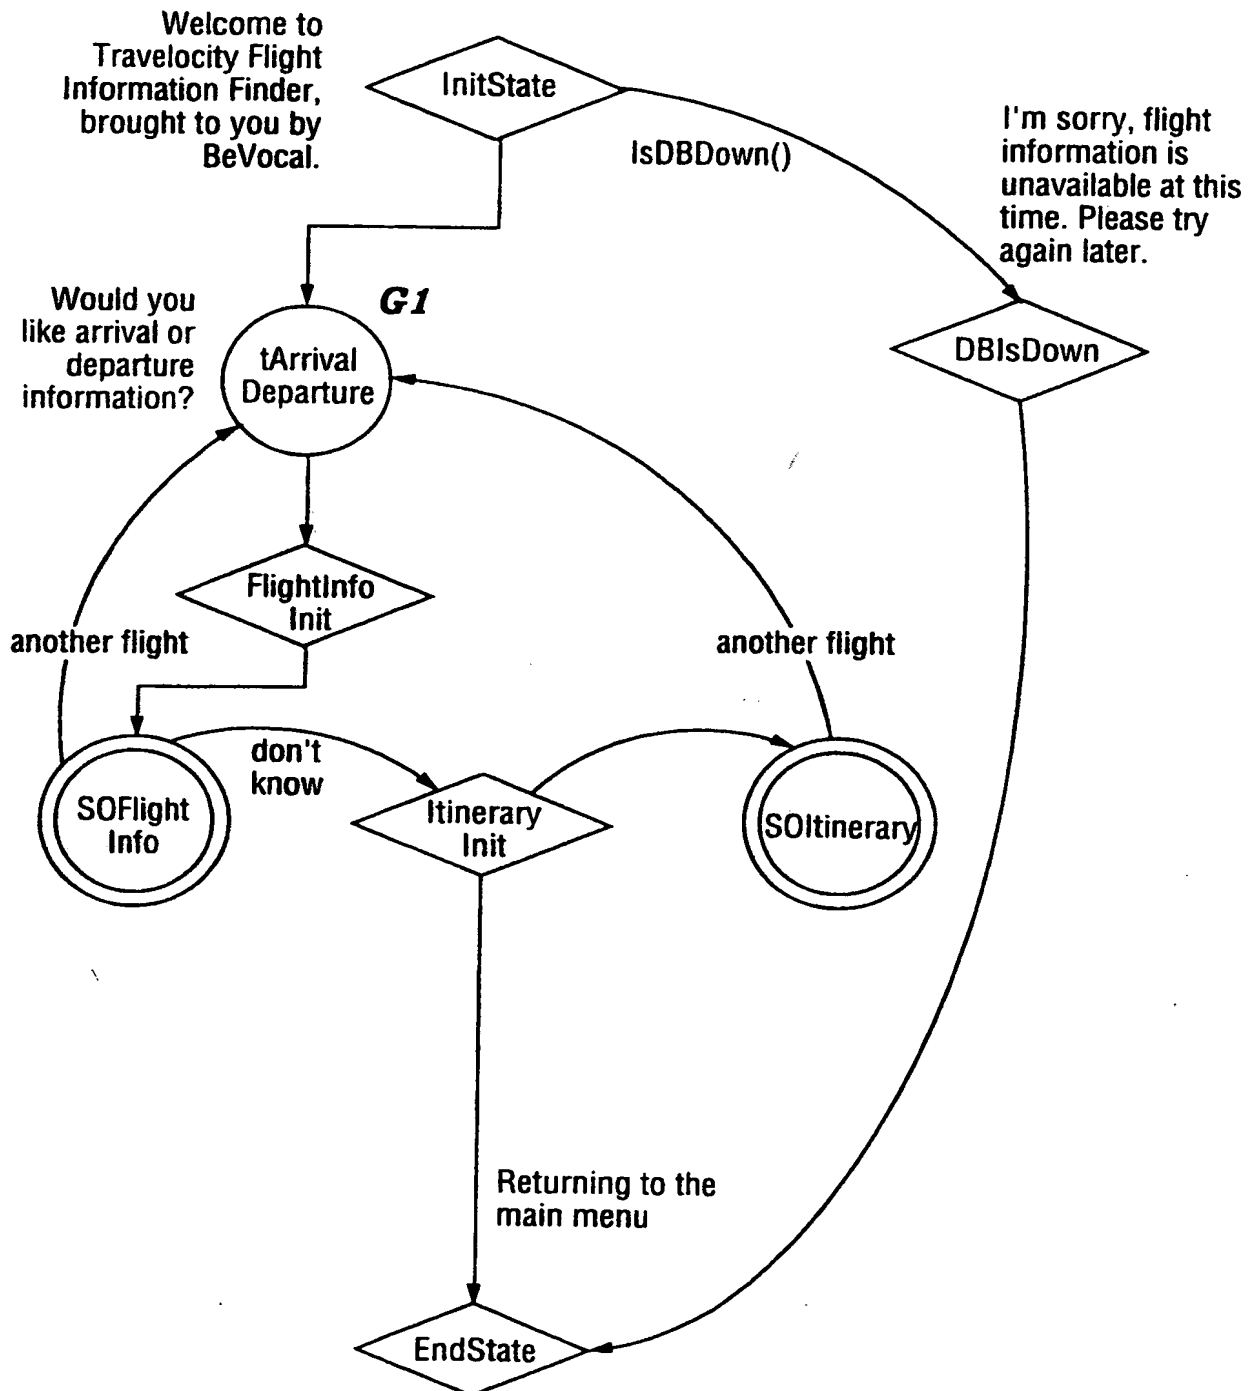 Welcome to
Travelocity Flight
Information Finder,
brought to you by
BeVocal.
InitState
IsDBDown()
I'm sorry, flight
information is
unavailable at this
time. Please try
again later.
DBIsDown
Would you
like arrival or
departure
information?
G1
tArrival
Departure
FlightInfo
Init
another flight
another flight
don't
know
SOFlight
Info
Itinerary
Init
SOItinerary
Returning to the
main menu
EndState